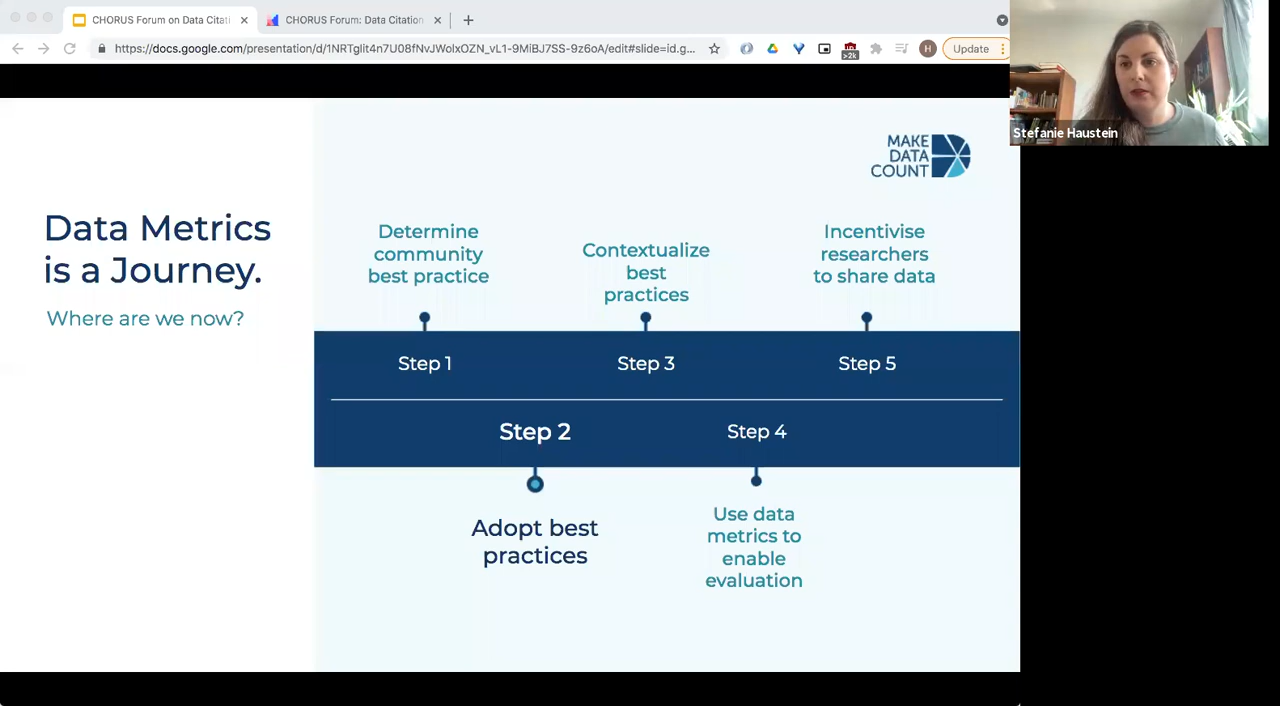 CHORUS Forum on Data Citati
CHORUS Forum: Data Citation
https://docs.google.com/presentation/d/1NRTglit4n7U08fNvJWolxOZN_vL1-9MiBJ7SS-9z6oA/edit#slide=id.g...
>2k
H
Update
Stefanie Haustein
MAKE
DATA
COUNT
Data Metrics
is a Journey.
Where are we now?
Determine
community
best practice
Contextualize
best
practices
Incentivise
researchers
to share data
Step 1
Step 3
Step 5
Step 2
Step 4
Adopt best
practices
Use data
metrics to
enable
evaluation